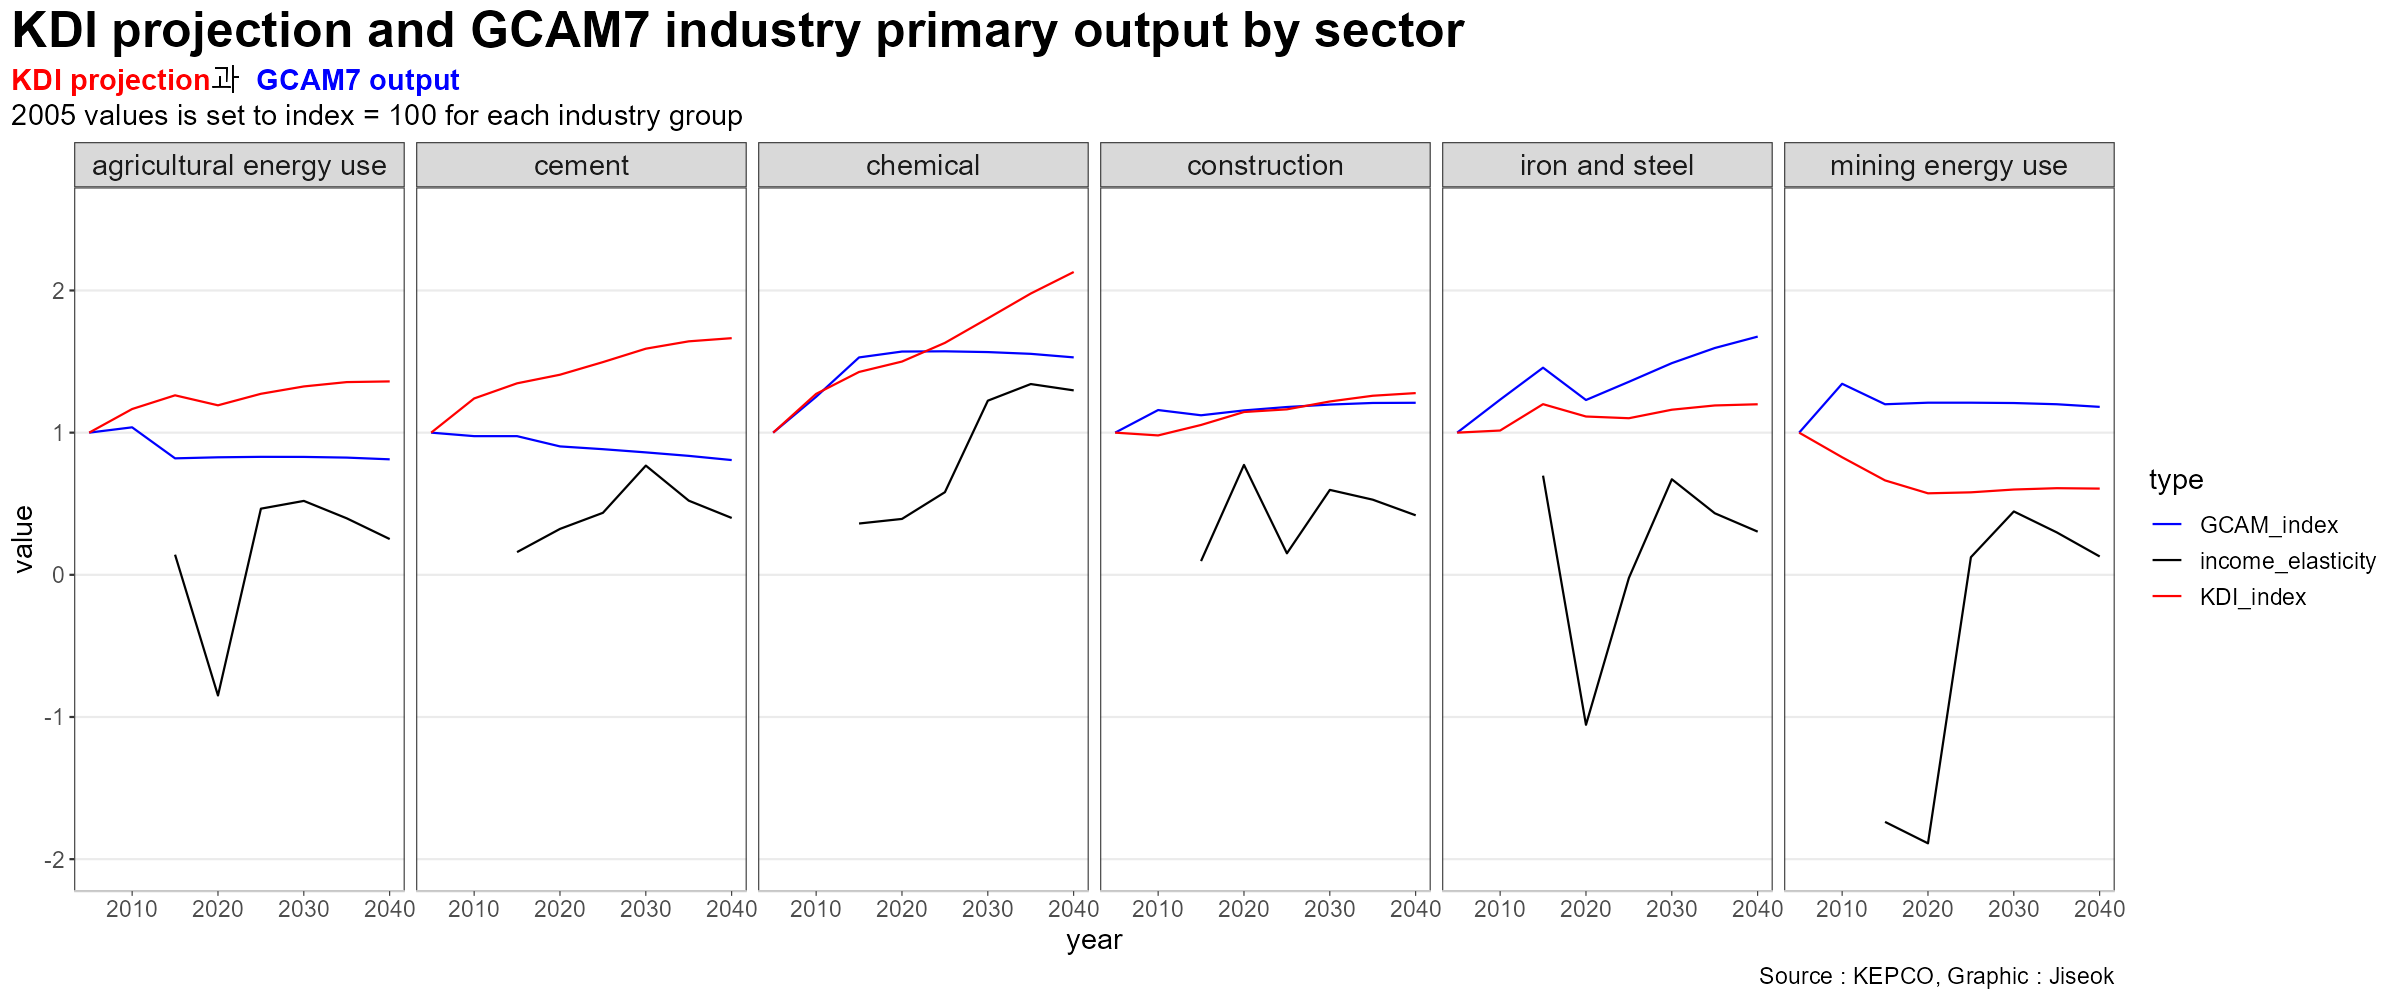 KDI projection and GCAM7 industry primary output by sector
KDI projection과 GCAM7 output
2005 values is set to index = 100 for each industry group
agricultural energy use
cement
chemical
construction
iron and steel
mining energy use
value
2
1
0
-1
-2
2010 2020 2030 2040
2010 2020 2030 2040
2010 2020 2030 2040
2010 2020 2030 2040
2010 2020 2030 2040
2010 2020 2030 2040
year
type
GCAM_index
income_elasticity
KDI_index
Source : KEPCO, Graphic : Jiseok